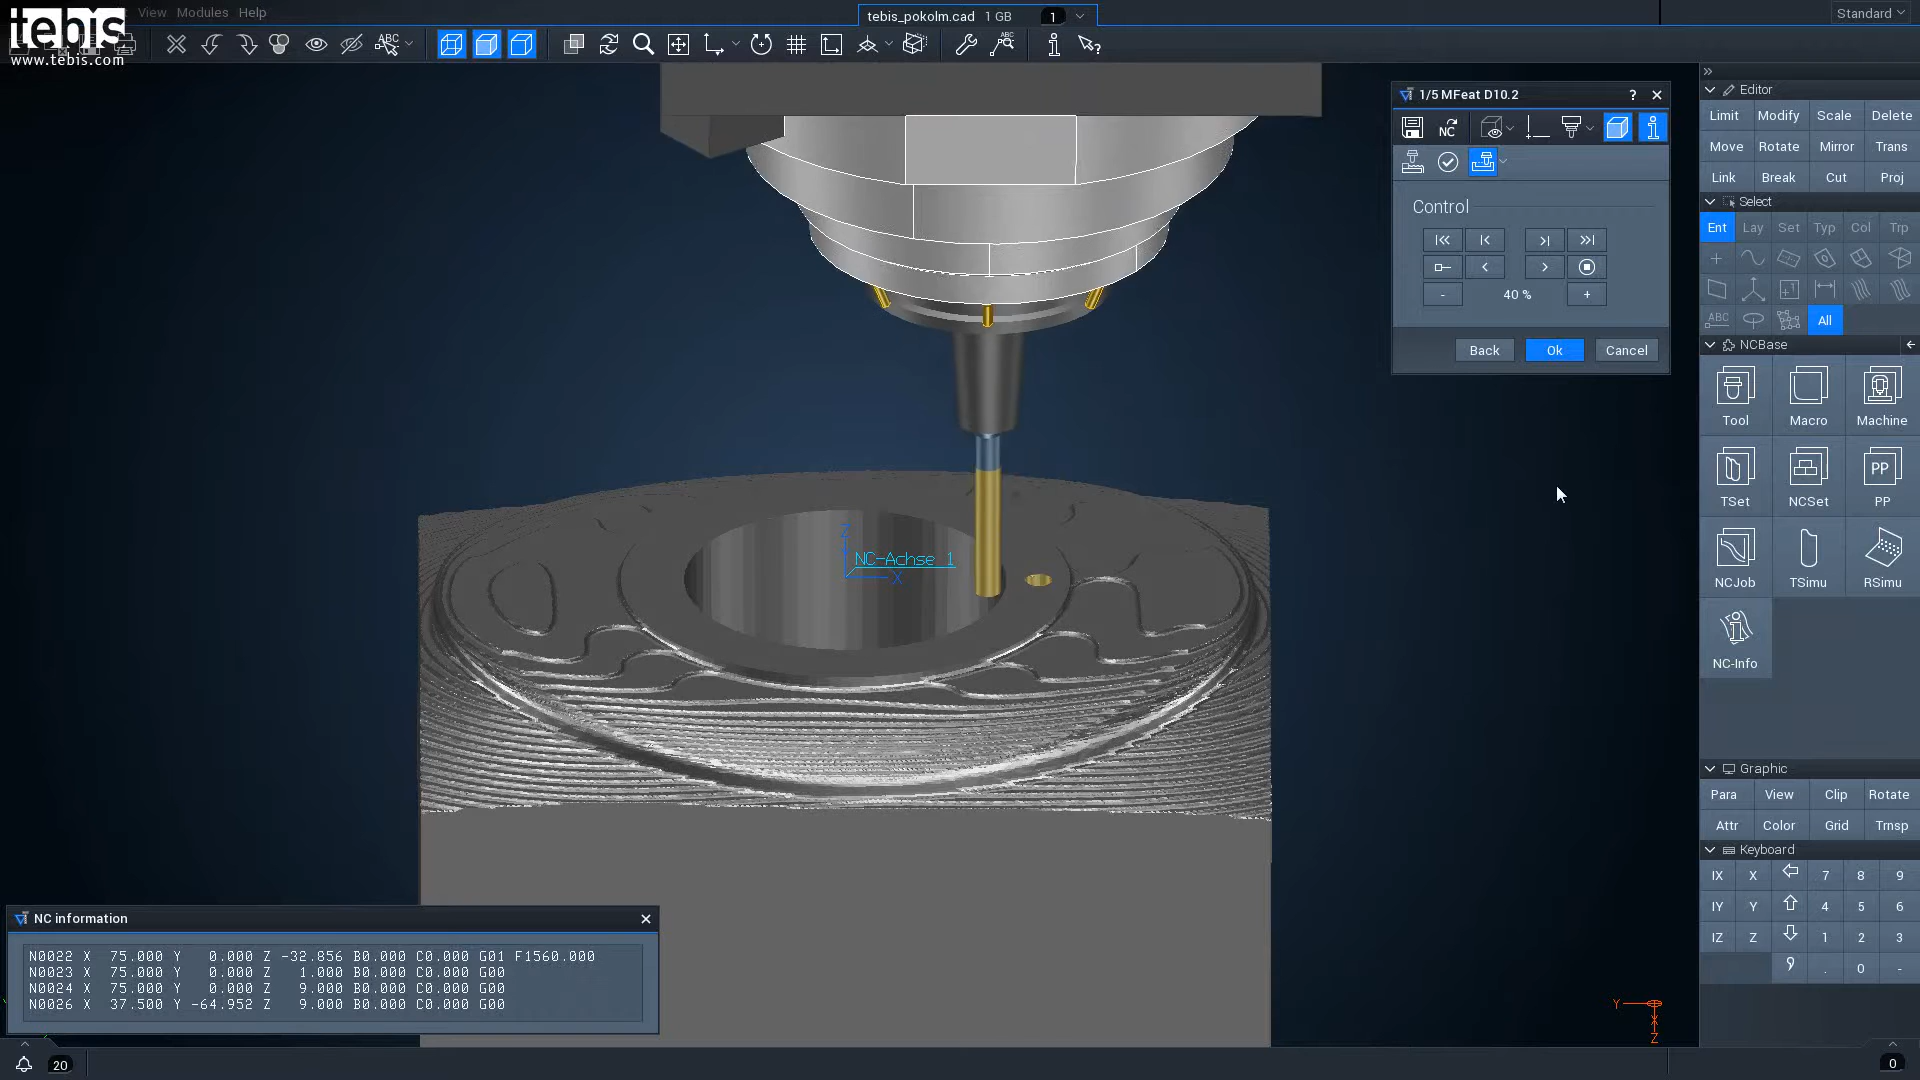 tebis
www.tebis.com
View Modules Help
tebis_pokolm.cad 1 GB 1
Standard
ABC
ABC
1/5 MFeat D10.2 ?
NC
Control
- 40 % +
Back Ok Cancel
NC-Achse 1
Z
X
Editor
Limit Modify Scale Delete
Move Rotate Mirror Trans
Link Break Cut Proj
Select
Ent Lay Set Typ Col Trp
ABC All
NCBase
Tool Macro Machine
PP
TSet NCSet PP
NCJob TSimu RSimu
NC-Info
Graphic
Para View Clip Rotate
Attr Color Grid Trnsp
Keyboard
IX X 7 8 9
IY Y 4 5 6
IZ Z 1 2 3
. 0 -
NC information
N0022 X 75.000 Y 0.000 Z -32.856 B0.000 C0.000 G01 F1560.000
N0023 X 75.000 Y 0.000 Z 1.000 B0.000 C0.000 G00
N0024 X 75.000 Y 0.000 Z 9.000 B0.000 C0.000 G00
N0026 X 37.500 Y -64.952 Z 9.000 B0.000 C0.000 G00
Y
X
Z
20
0